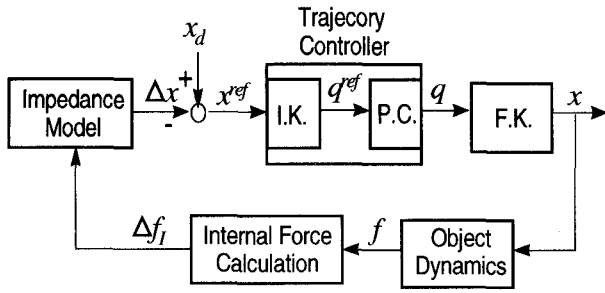 Trajecory
Controller
x_d
Impedance
Model
Δx
+
-
x^ref
I.K.
q^ref
P.C.
q
F.K.
x
Δf_I
Internal Force
Calculation
f
Object
Dynamics